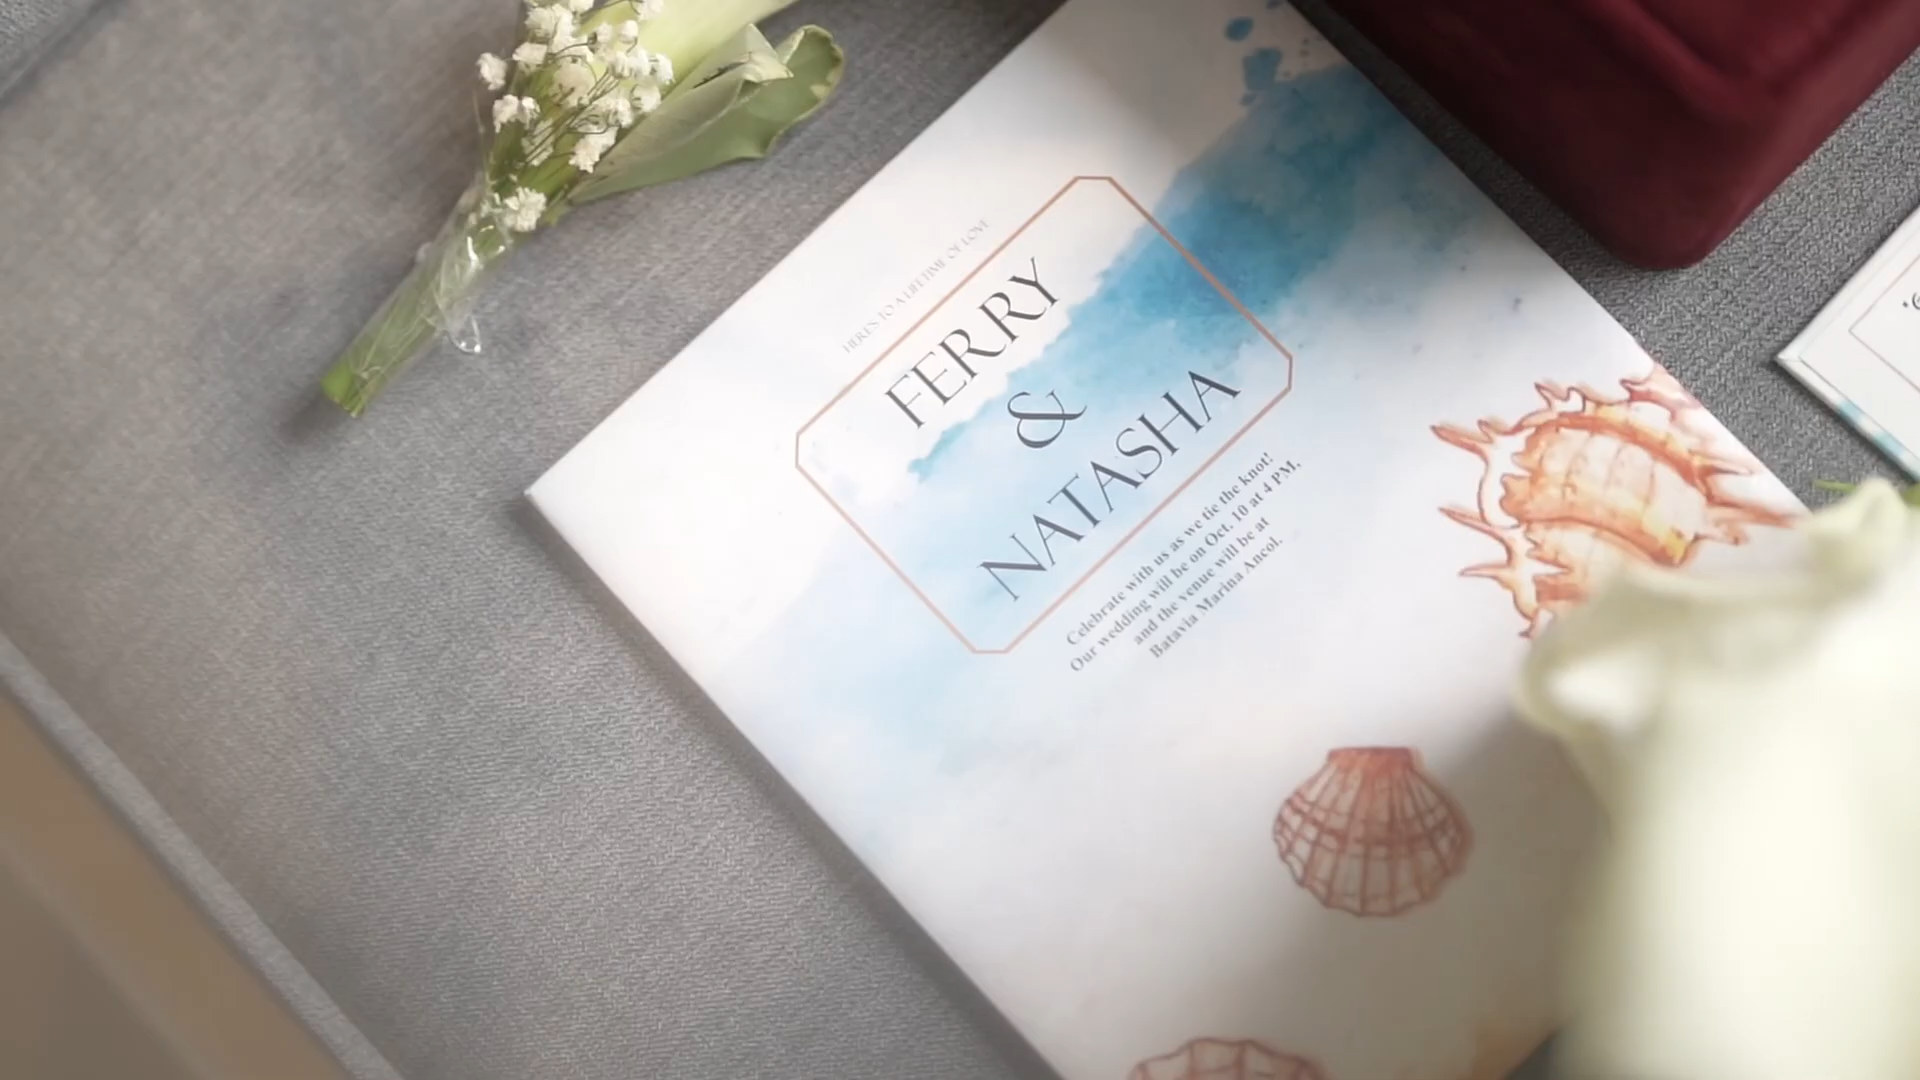 HERE'S TO A LIFETIME OF LOVE
FERRY
&
NATASHA
Celebrate with us as we tie the knot!
Our wedding will be on Oct. 10 at 4 PM,
and the venue will be at
Batavia Marina Ancol.